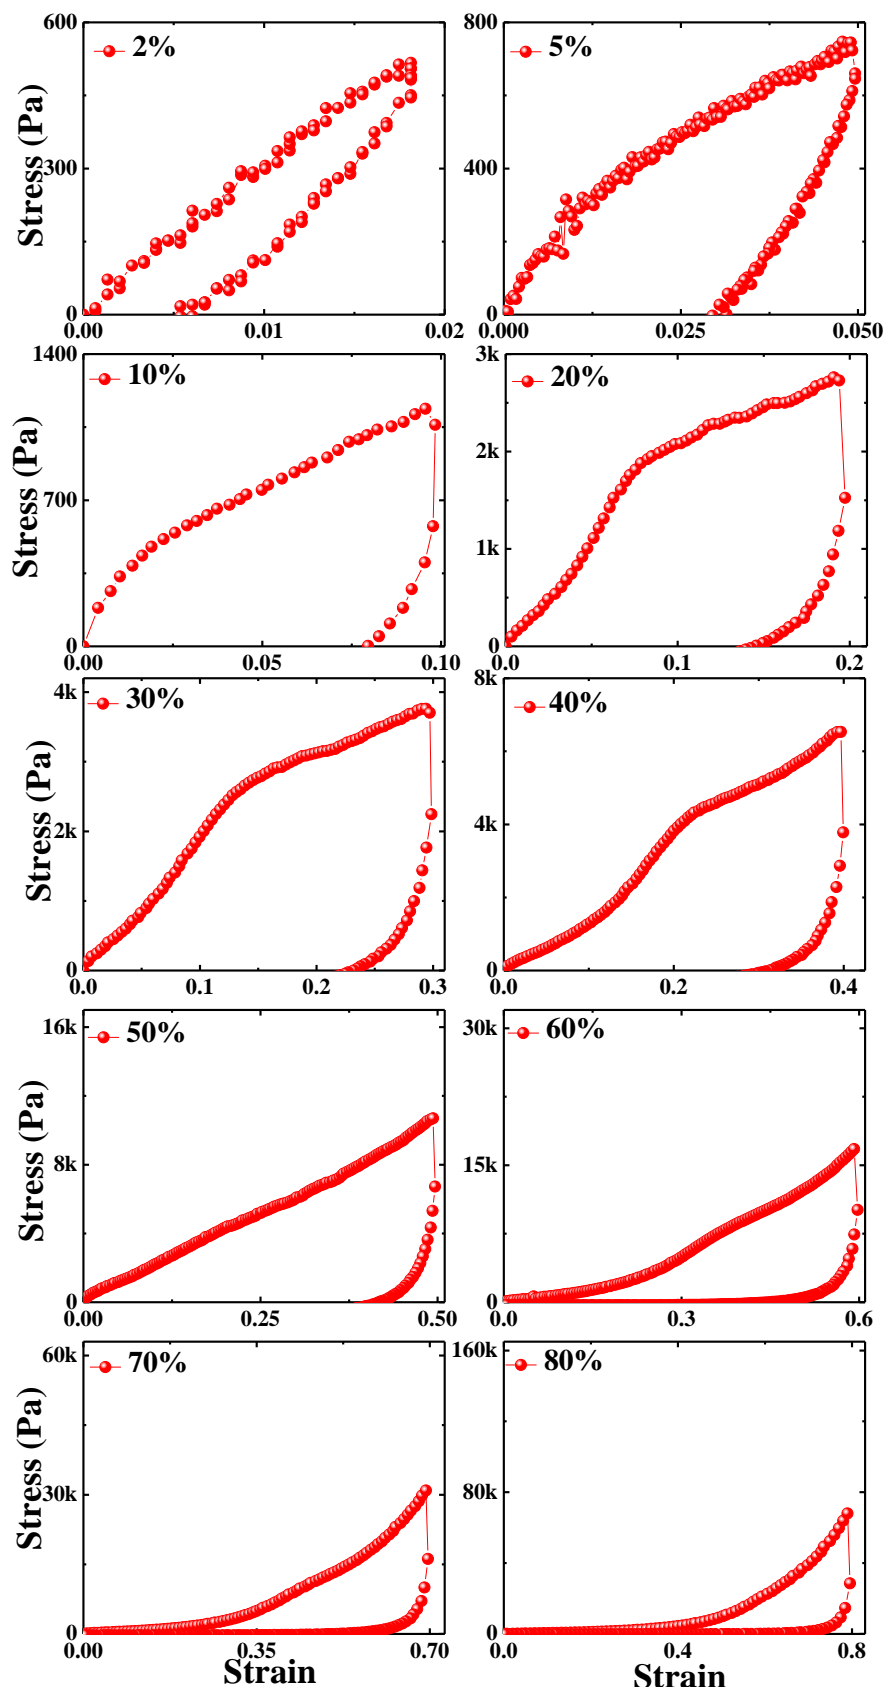 600
2%
300
0
0.00
0.01
0.02
Stress (Pa)
800
5%
400
0
0.000
0.025
0.050
1400
10%
700
0
0.00
0.05
0.10
Stress (Pa)
3k
20%
2k
1k
0
0.0
0.1
0.2
4k
30%
2k
0
0.0
0.1
0.2
0.3
Stress (Pa)
8k
40%
4k
0
0.0
0.2
0.4
16k
50%
8k
0
0.00
0.25
0.50
Stress (Pa)
30k
60%
15k
0
0.0
0.3
0.6
60k
70%
30k
0
0.00
0.35
0.70
Stress (Pa)
Strain
160k
80%
80k
0
0.0
0.4
0.8
Strain